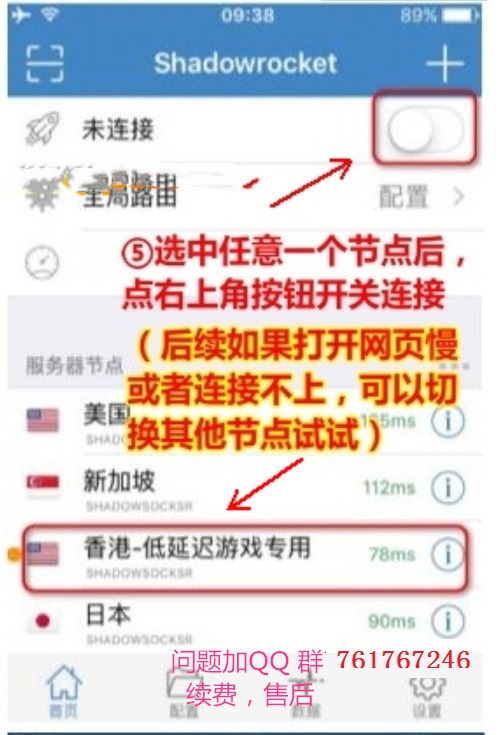 09:38
89%
Shadowrocket
未连接
全局路由
配置
⑤选中任意一个节点后，
点右上角按钮开关连接
（后续如果打开网页慢
或者连接不上，可以切
换其他节点试试）
服务器节点
美国
SHADOWSOCKSR
新加坡
112ms
SHADOWSOCKSR
香港-低延迟游戏专用
78ms
SHADOWSOCKSR
日本
90ms
SHADOWSOCKSR
问题加QQ 群 761767246
续费，售后
首页
配置
数据
设置